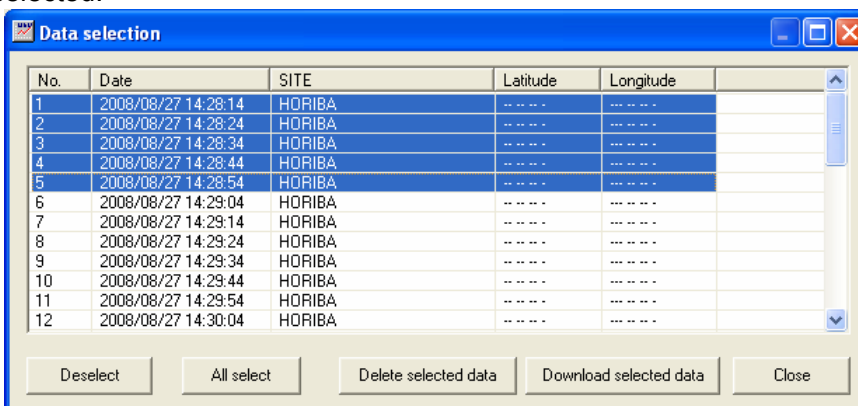 selected.
Data selection
No. Date SITE Latitude Longitude
1 2008/08/27 14:28:14 HORIBA -- -- -- - --- -- -- -
2 2008/08/27 14:28:24 HORIBA -- -- -- - --- -- -- -
3 2008/08/27 14:28:34 HORIBA -- -- -- - --- -- -- -
4 2008/08/27 14:28:44 HORIBA -- -- -- - --- -- -- -
5 2008/08/27 14:28:54 HORIBA -- -- -- - --- -- -- -
6 2008/08/27 14:29:04 HORIBA -- -- -- - --- -- -- -
7 2008/08/27 14:29:14 HORIBA -- -- -- - --- -- -- -
8 2008/08/27 14:29:24 HORIBA -- -- -- - --- -- -- -
9 2008/08/27 14:29:34 HORIBA -- -- -- - --- -- -- -
10 2008/08/27 14:29:44 HORIBA -- -- -- - --- -- -- -
11 2008/08/27 14:29:54 HORIBA -- -- -- - --- -- -- -
12 2008/08/27 14:30:04 HORIBA -- -- -- - --- -- -- -
Deselect All select Delete selected data Download selected data Close